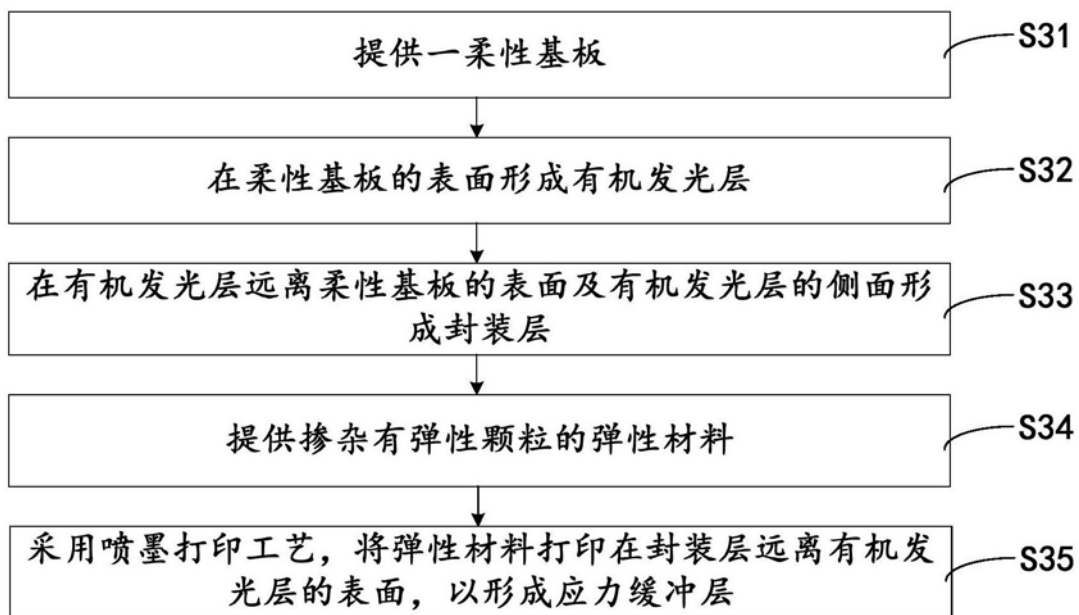 提供一柔性基板
S31
在柔性基板的表面形成有机发光层
S32
在有机发光层远离柔性基板的表面及有机发光层的侧面形
成封装层
S33
提供掺杂有弹性颗粒的弹性材料
S34
采用喷墨打印工艺，将弹性材料打印在封装层远离有机发
光层的表面，以形成应力缓冲层
S35